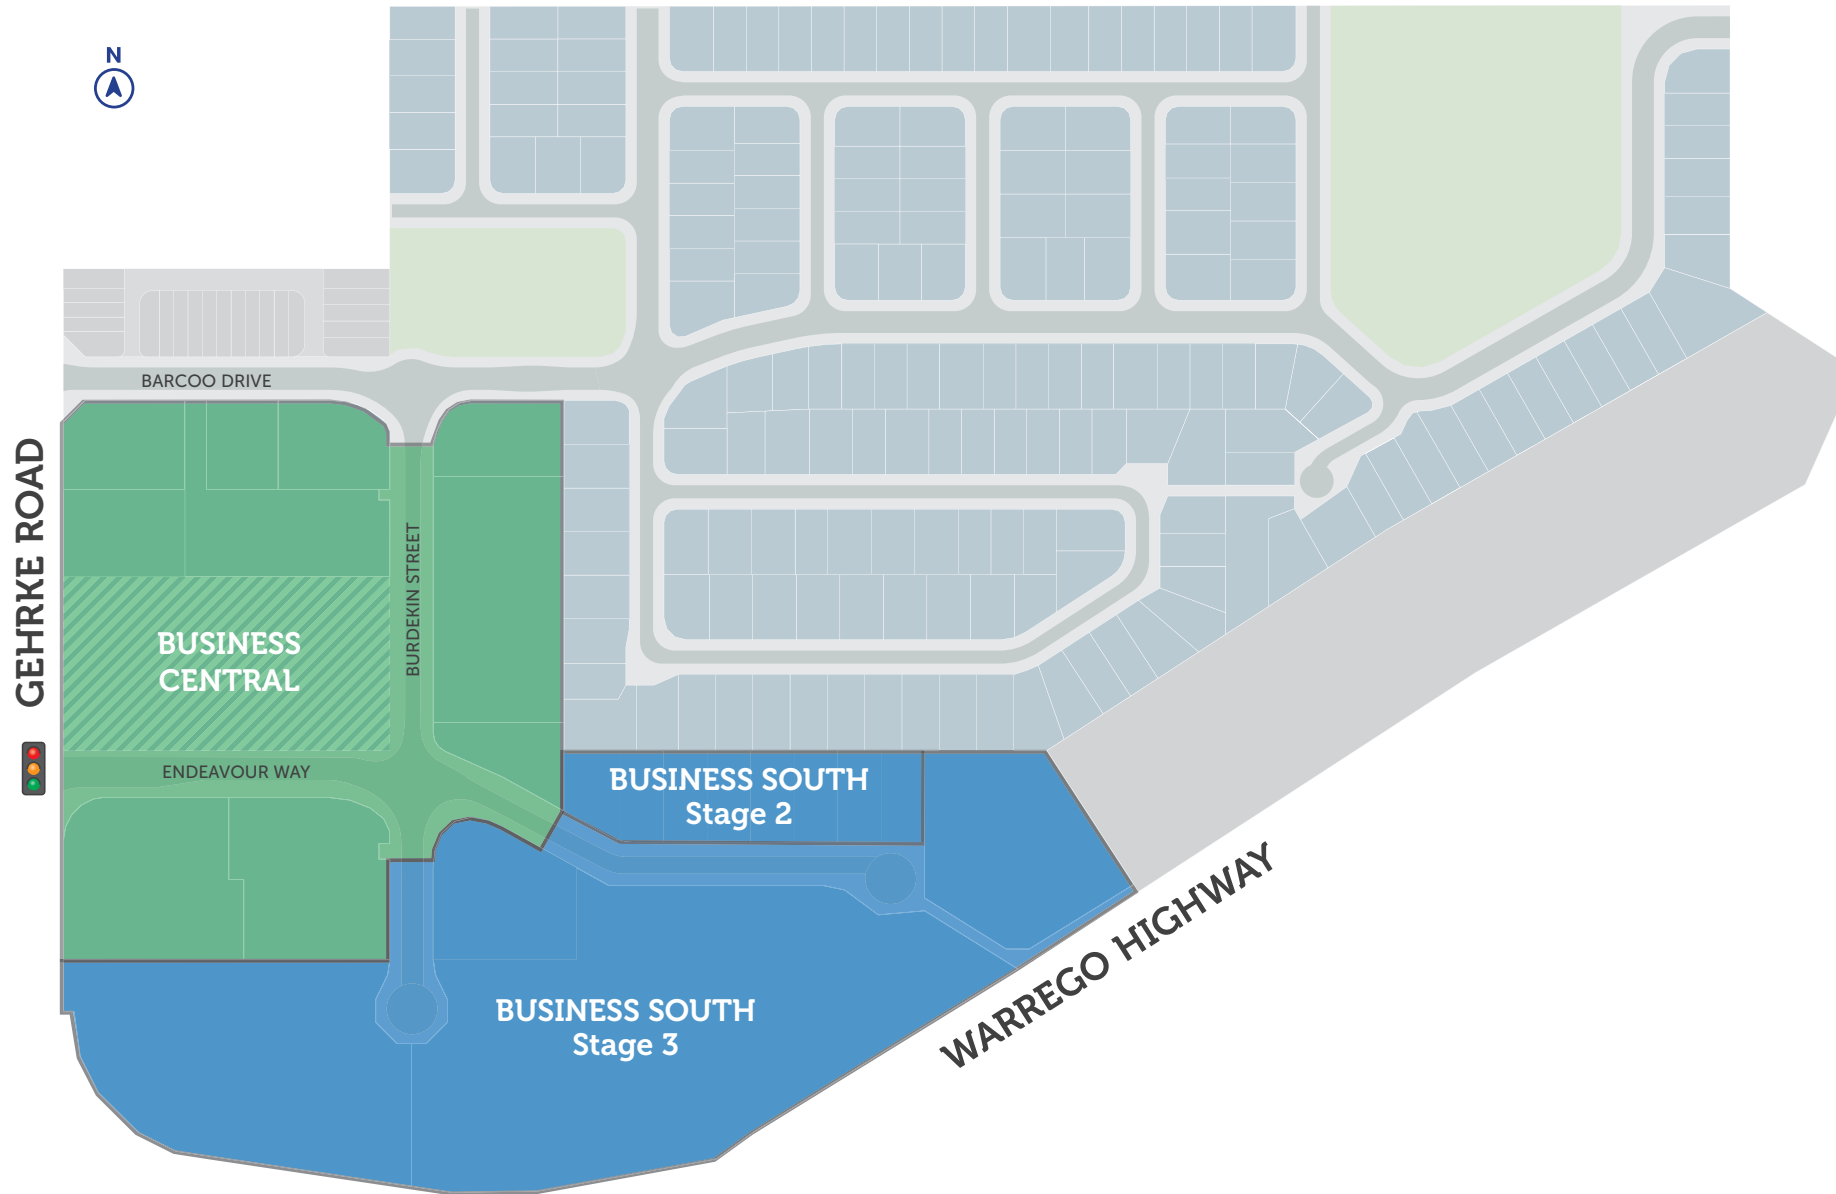 N
BARCOO DRIVE
GEHRKE ROAD
BURDEKIN STREET
BUSINESS
CENTRAL
ENDEAVOUR WAY
BUSINESS SOUTH
Stage 2
WARREGO HIGHWAY
BUSINESS SOUTH
Stage 3